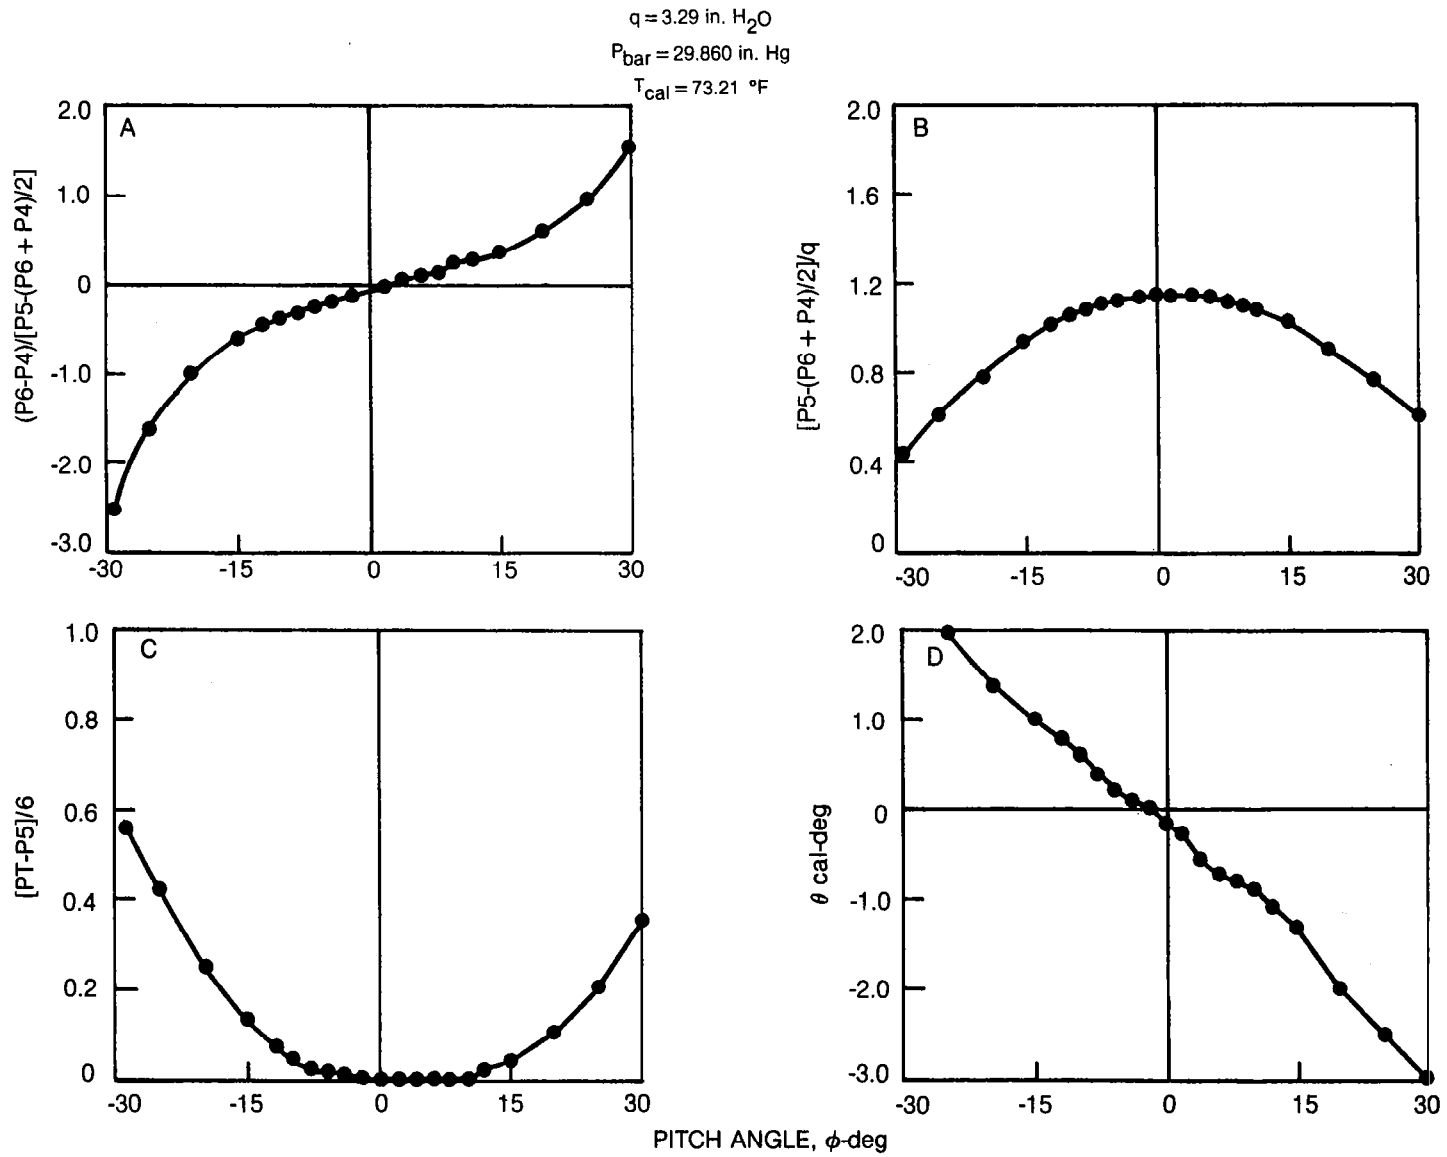 q = 3.29 in. H2O
Pbar = 29.860 in. Hg
Tcal = 73.21 °F
A
(P6-P4)/[P5-(P6 + P4)/2]
2.0
1.0
0
-1.0
-2.0
-3.0
-30 -15 0 15 30
B
[P5-(P6 + P4)/2]/q
2.0
1.6
1.2
0.8
0.4
0
-30 -15 0 15 30
C
[PT-P5]/6
1.0
0.8
0.6
0.4
0.2
0
-30 -15 0 15 30
D
θ cal-deg
2.0
1.0
0
-1.0
-2.0
-3.0
-30 -15 0 15 30
PITCH ANGLE, ϕ-deg